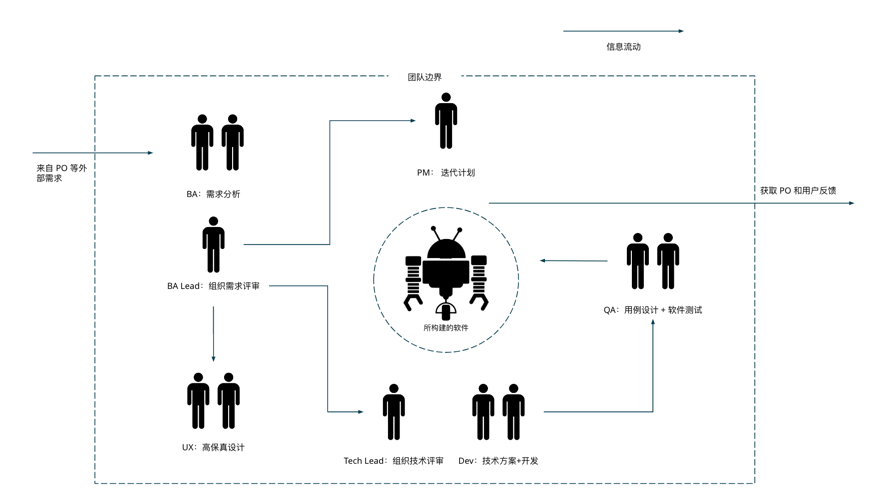 信息流动
团队边界
PM： 迭代计划
来自 PO 等外
部需求
BA：需求分析
获取 PO 和用户反馈
BA Lead：组织需求评审
QA：用例设计 + 软件测试
所构建的软件
UX：高保真设计
Tech Lead：组织技术评审
Dev：技术方案+开发